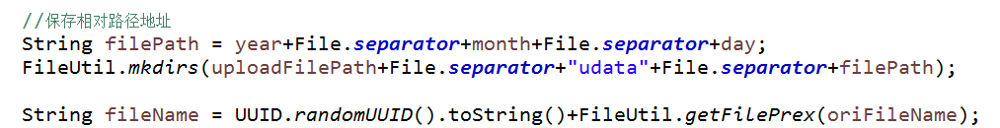 //保存相对路径地址
String filePath = year+File.separator+month+File.separator+day;
FileUtil.mkdirs(uploadFilePath+File.separator+"udata"+File.separator+filePath);
String fileName = UUID.randomUUID().toString()+FileUtil.getFilePrex(oriFileName);